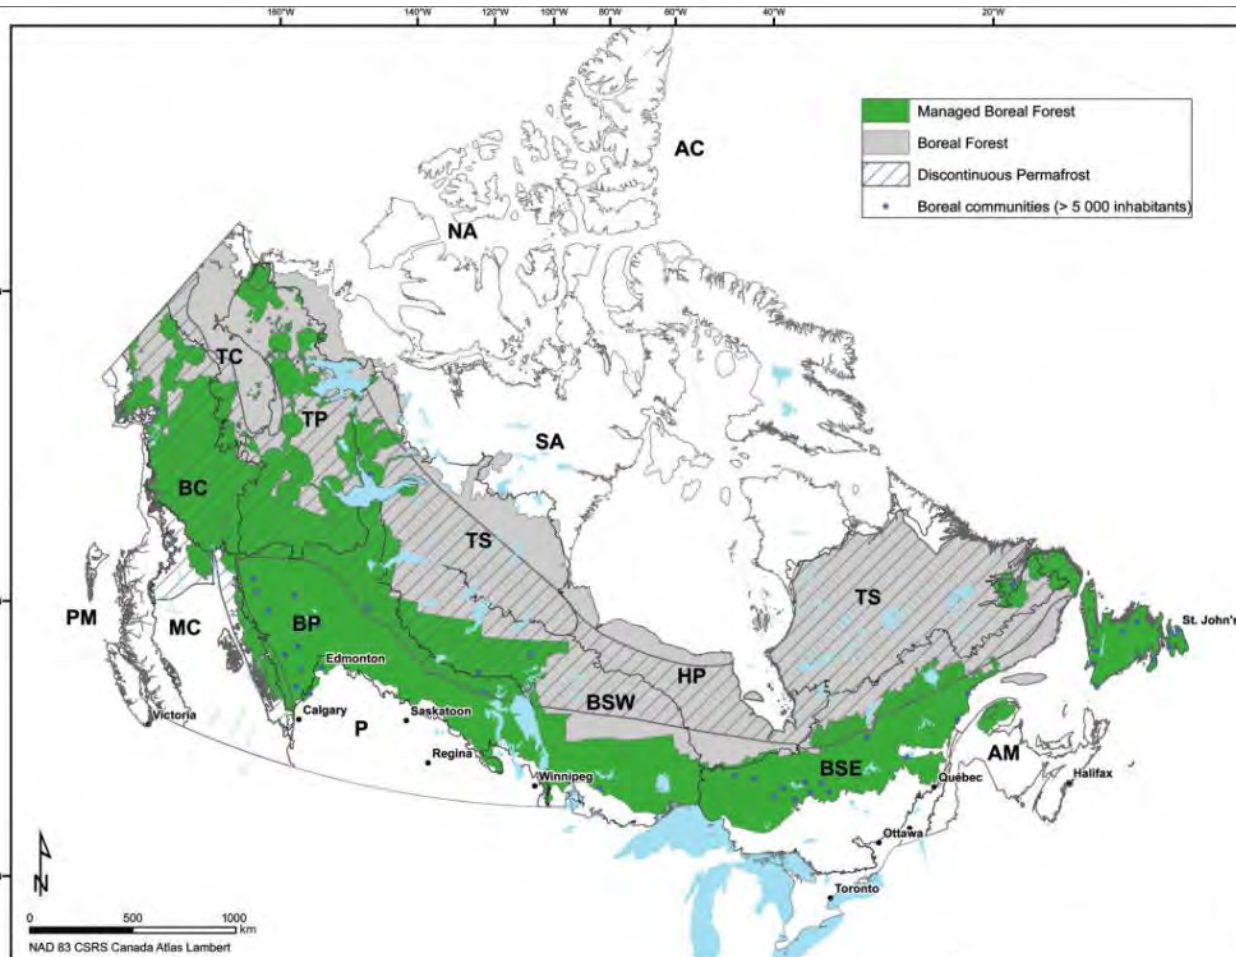 160°W 140°W 120°W 100°W 80°W 60°W 40°W 20°W
Managed Boreal Forest
Boreal Forest
Discontinuous Permafrost
Boreal communities (> 5 000 inhabitants)
AC
NA
TC
TP
SA
BC
TS
TS
PM
MC
BP
HP
St. John's
Edmonton
BSW
Victoria
Calgary
Saskatoon
P
Regina
BSE
AM
Winnipeg
Québec
Halifax
Ottawa
Toronto
N
0 500 1000
km
NAD 83 CSRS Canada Atlas Lambert